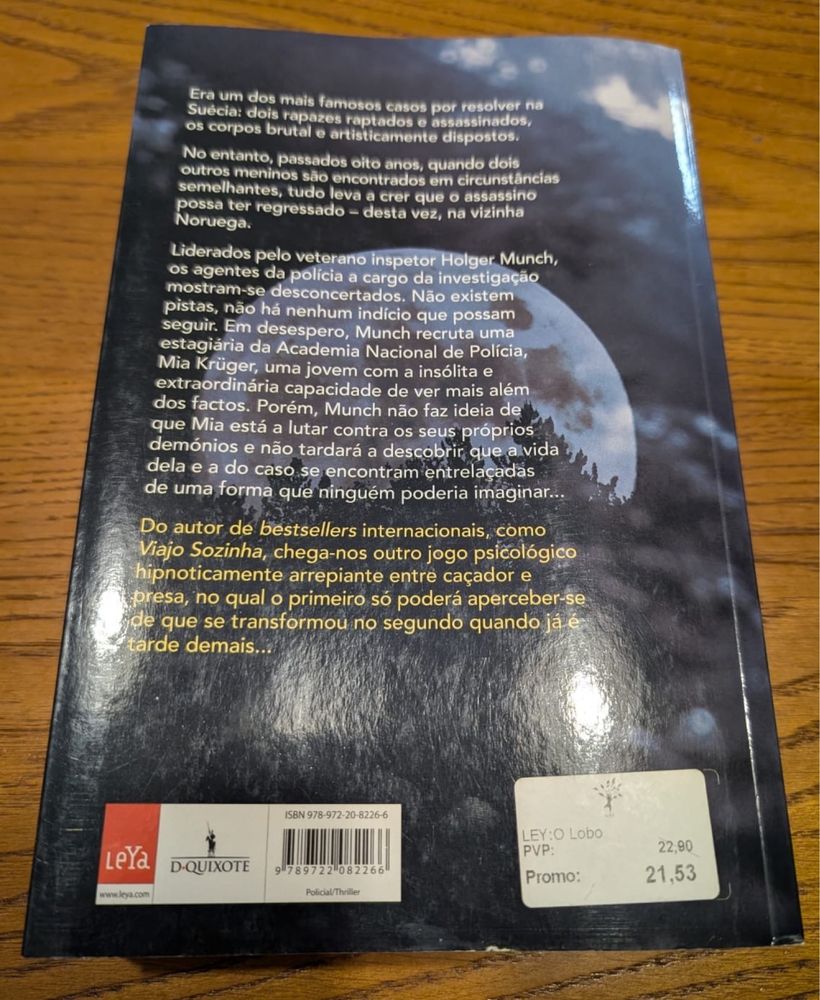 Era um dos mais famosos casos por resolver na
Suécia: dois rapazes raptados e assassinados,
os corpos brutal e artisticamente dispostos.
No entanto, passados oito anos, quando dois
outros meninos são encontrados em circunstâncias
semelhantes, tudo leva a crer que o assassino
possa ter regressado – desta vez, na vizinha
Noruega.
Liderados pelo veterano inspetor Holger Munch,
os agentes da polícia a cargo da investigação
mostram-se desconcertados. Não existem
pistas, não há nenhum indício que possam
seguir. Em desespero, Munch recruta uma
estagiária da Academia Nacional de Polícia,
Mia Krüger, uma jovem com a insólita e
extraordinária capacidade de ver mais além
dos factos. Porém, Munch não faz ideia de
que Mia está a lutar contra os seus próprios
demónios e não tardará a descobrir que a vida
dela e a do caso se encontram entrelaçadas
de uma forma que ninguém poderia imaginar...
Do autor de bestsellers internacionais, como
Viajo Sozinha, chega-nos outro jogo psicológico
hipnoticamente arrepiante entre caçador e
presa, no qual o primeiro só poderá aperceber-se
de que se transformou no segundo quando já é
tarde demais...
LeYa
www.leya.com
D•QUIXOTE
ISBN 978-972-20-8226-6
9 789722 082266
Policial/Thriller
LEY:O Lobo
PVP: 22,90
Promo: 21,53